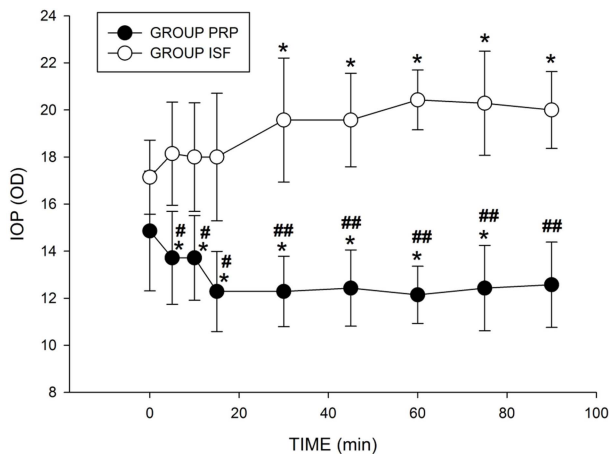 24
22
20
18
16
14
12
10
8
IOP (OD)
GROUP PRP
GROUP ISF
* * * * *
# ## ## ## ## ##
* # * * * * *
# *
*
0 20 40 60 80 100
TIME (min)